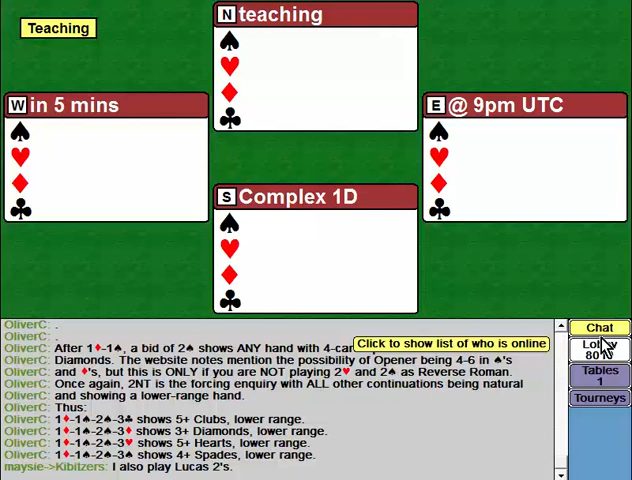 Teaching
N teaching
♠
♥
♦
♣
W in 5 mins
♠
♥
♦
♣
E @ 9pm UTC
♠
♥
♦
♣
S Complex 1D
♠
♥
♦
♣
OliverC: .
OliverC: .
OliverC: After 1♦-1♠, a bid of 2♠ shows ANY hand with 4-car
Click to show list of who is online
OliverC: Diamonds. The website notes mention the possibility of Opener being 4-6 in ♠'s
OliverC: and ♦'s, but this is ONLY if you are NOT playing 2♥ and 2♠ as Reverse Roman.
OliverC: Once again, 2NT is the forcing enquiry with ALL other continuations being natural
OliverC: and showing a lower-range hand.
OliverC: Thus:
OliverC: 1♦-1♠-2♠-3♣ shows 5+ Clubs, lower range.
OliverC: 1♦-1♠-2♠-3♦ shows 3+ Diamonds, lower range.
OliverC: 1♦-1♠-2♠-3♥ shows 5+ Hearts, lower range.
OliverC: 1♦-1♠-2♠-3♠ shows 4+ Spades, lower range.
maysie->Kibitzers: I also play Lucas 2's.
Chat
Tables
1
Tourneys